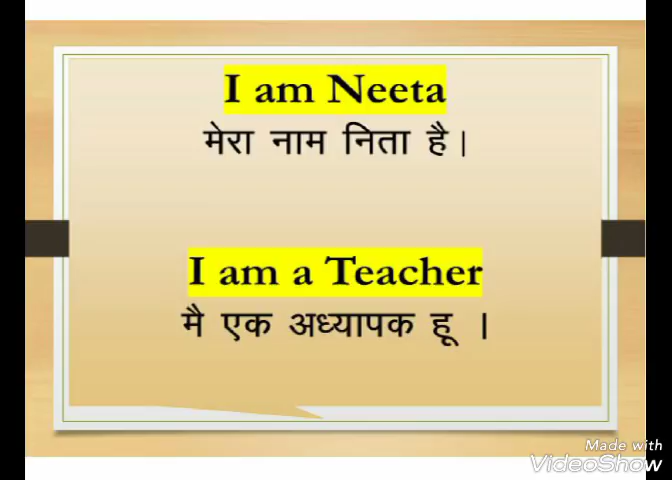 I am Neeta
मेरा नाम निता है।
I am a Teacher
मै एक अध्यापक हू ।
Made with
VideoShow